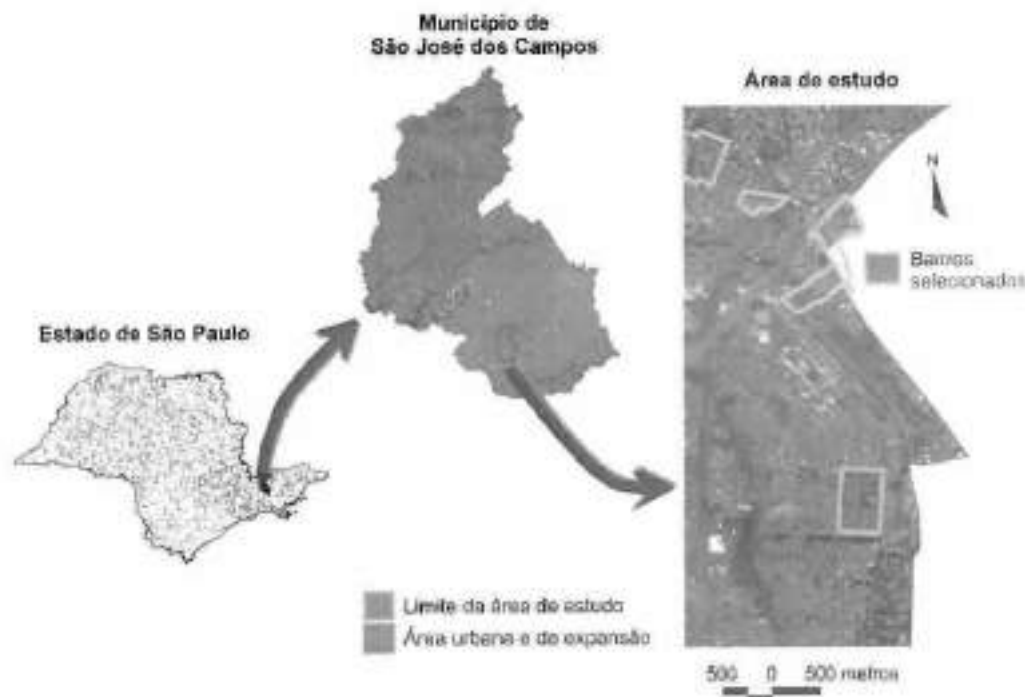 Município de
São José dos Campos
Área de estudo
N
Bairros
selecionados
Estado de São Paulo
Limite da área de estudo
Área urbana e de expansão
500 0 500 metros